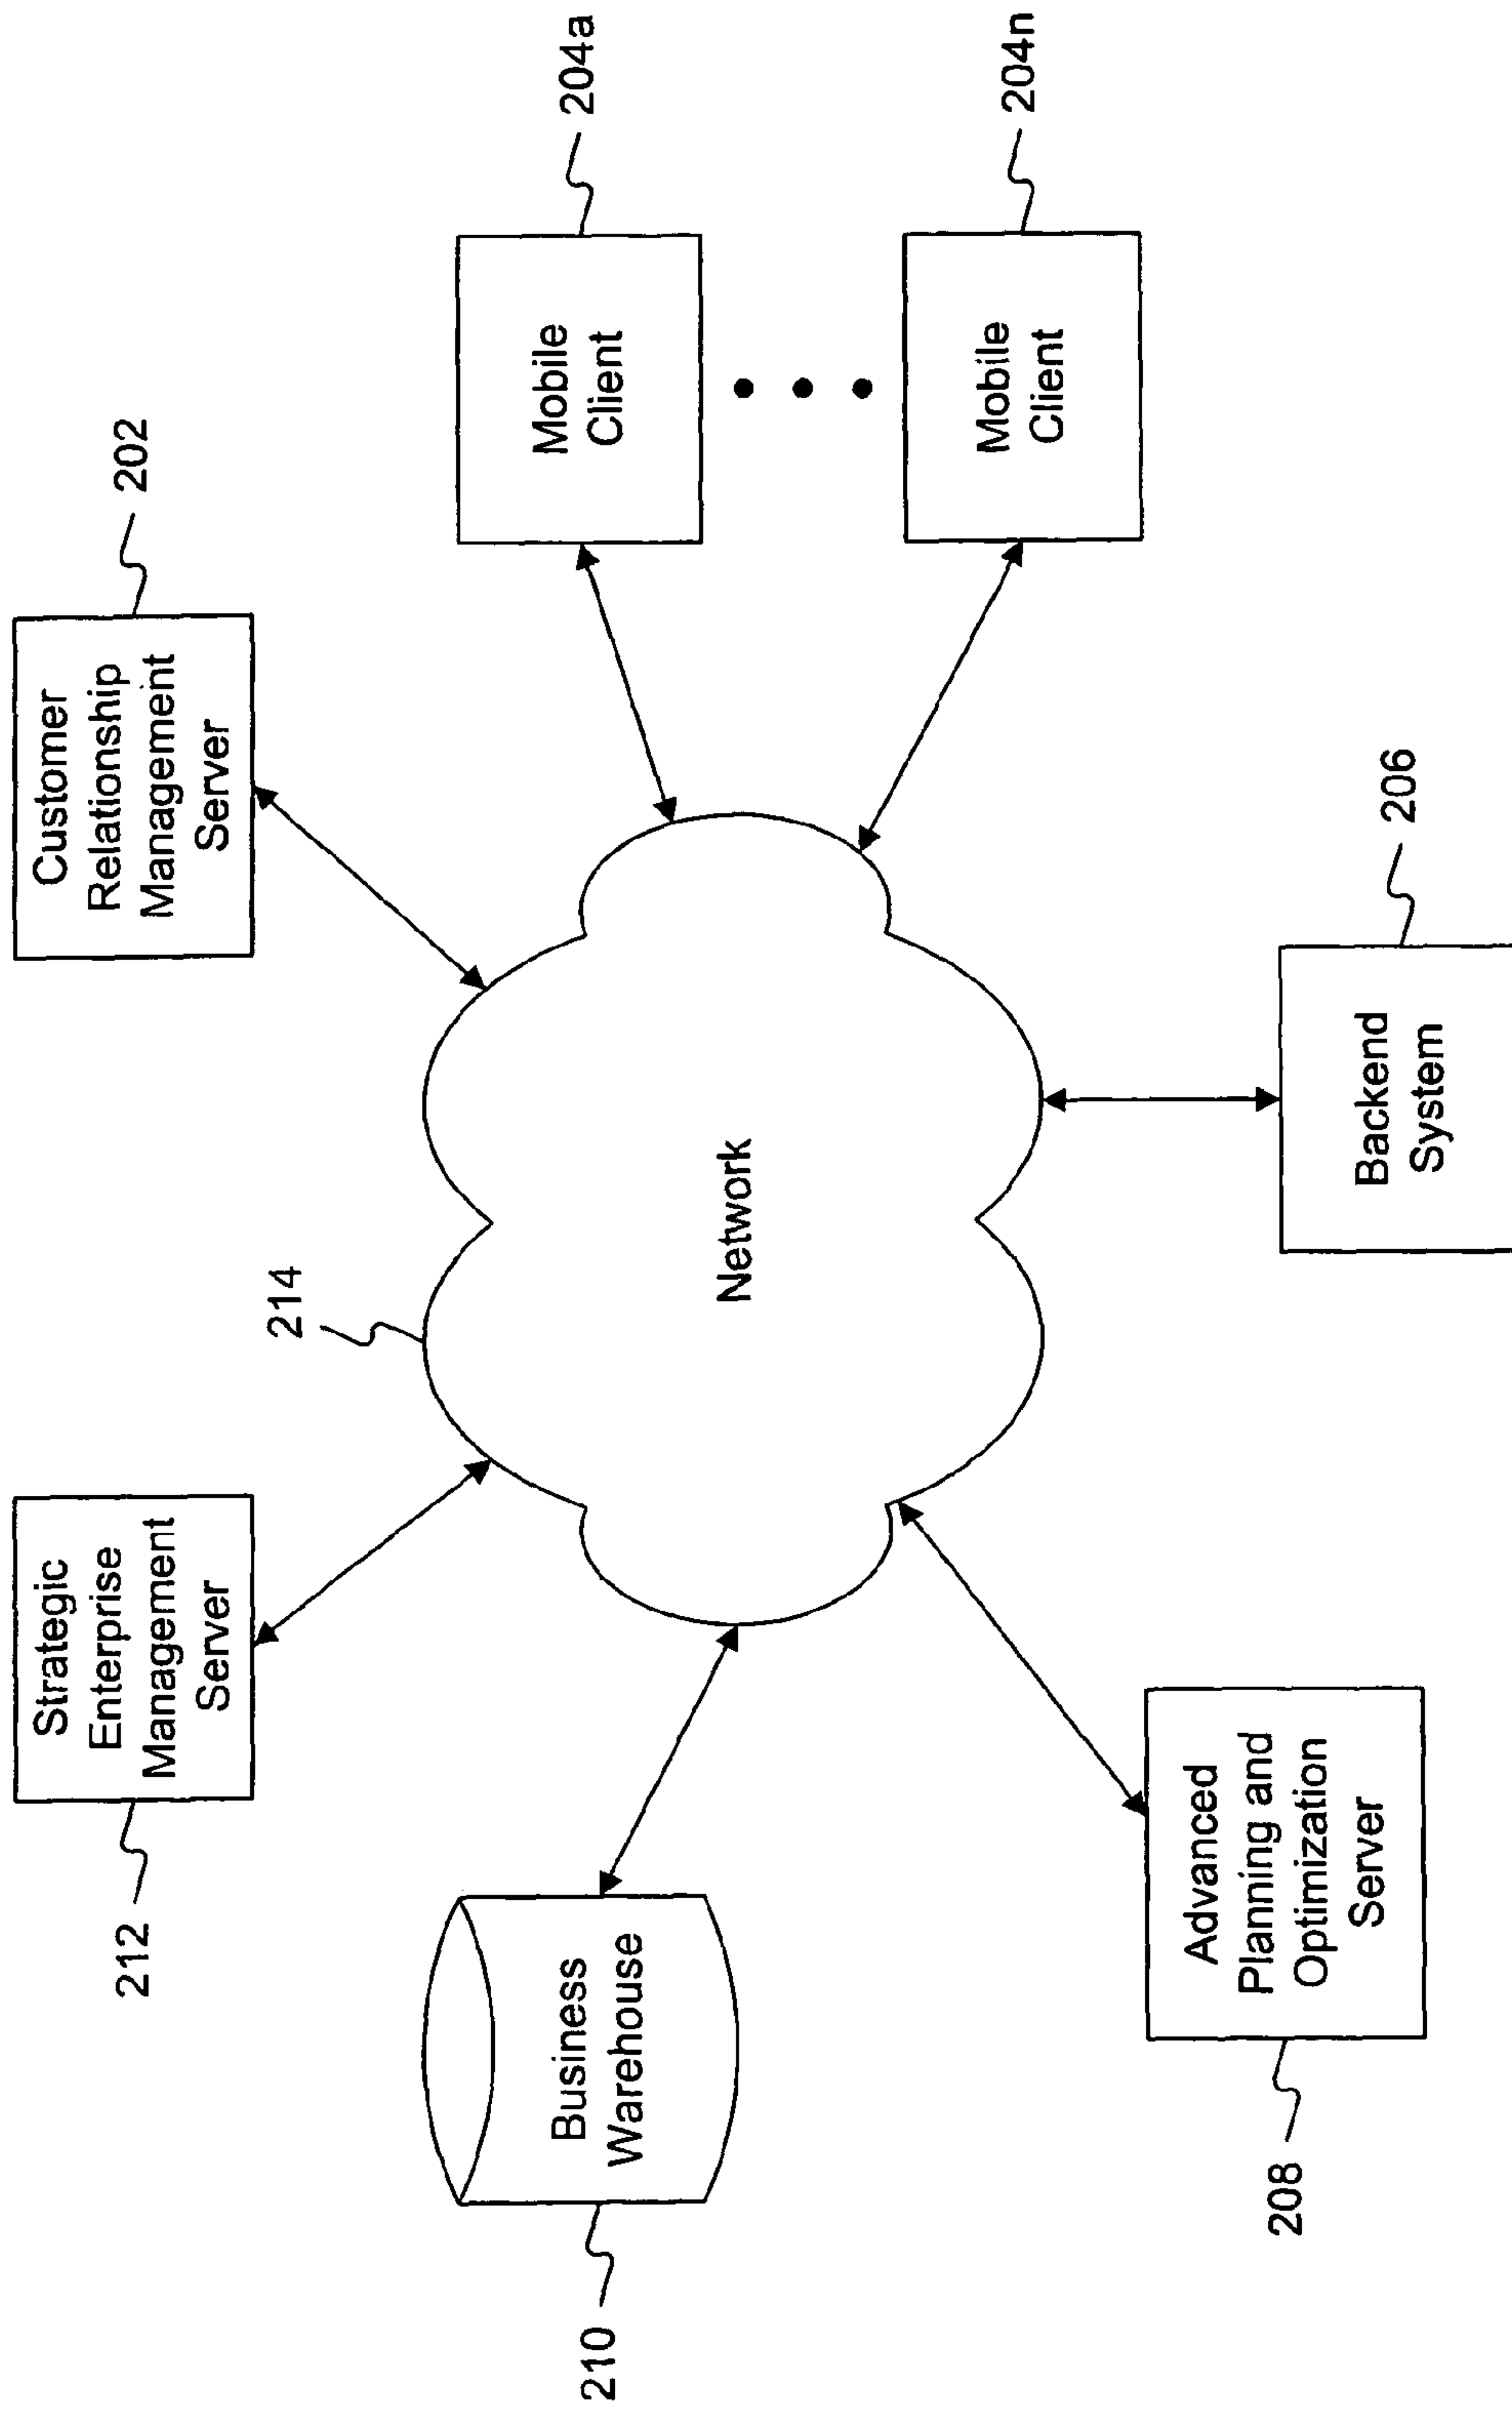 Strategic
Enterprise
Management
Server
212
Customer
Relationship
Management
Server
202
214
204a
Mobile
Client
Business
Warehouse
210
Network
Mobile
Client
204n
Advanced
Planning and
Optimization
Server
208
Backend
System
206